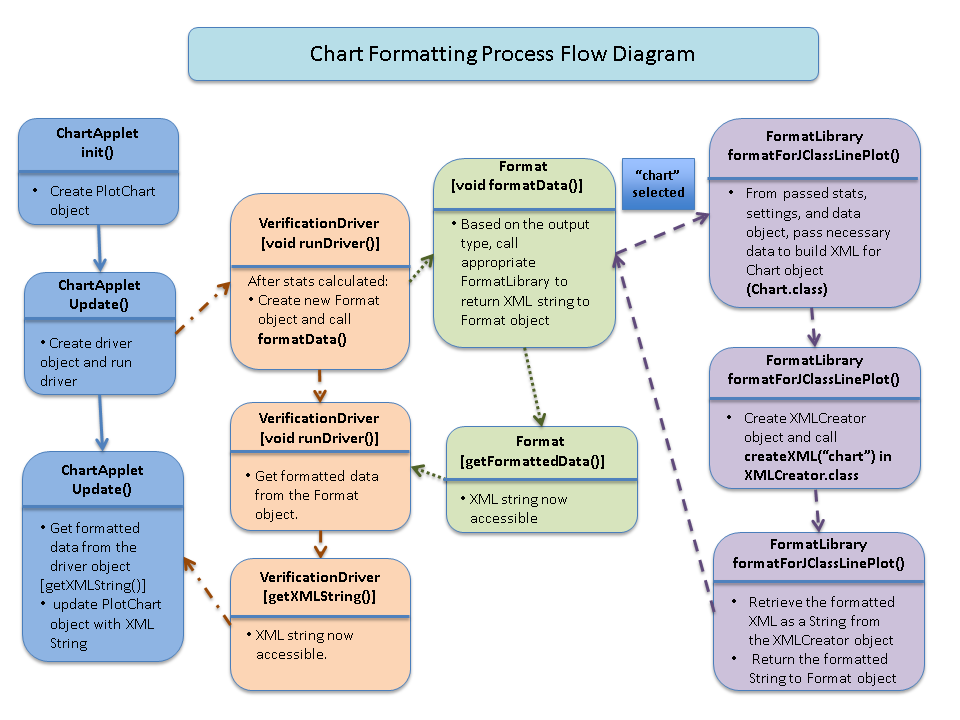 Chart Formatting Process Flow Diagram
ChartApplet
init()
• Create PlotChart
object
ChartApplet
Update()
• Create driver
object and run
driver
ChartApplet
Update()
• Get formatted
data from the
driver object
[getXMLString()]
• update PlotChart
object with XML
String
VerificationDriver
[void runDriver()]
After stats calculated:
• Create new Format
object and call
formatData()
VerificationDriver
[void runDriver()]
• Get formatted data
from the Format
object.
VerificationDriver
[getXMLString()]
• XML string now
accessible.
Format
[void formatData()]
• Based on the output
type, call
appropriate
FormatLibrary to
return XML string to
Format object
Format
[getFormattedData()]
• XML string now
accessible
"chart"
selected
FormatLibrary
formatForJClassLinePlot()
• From passed stats,
settings, and data
object, pass necessary
data to build XML for
Chart object
(Chart.class)
FormatLibrary
formatForJClassLinePlot()
• Create XMLCreator
object and call
createXML("chart") in
XMLCreator.class
FormatLibrary
formatForJClassLinePlot()
• Retrieve the formatted
XML as a String from
the XMLCreator object
• Return the formatted
String to Format object